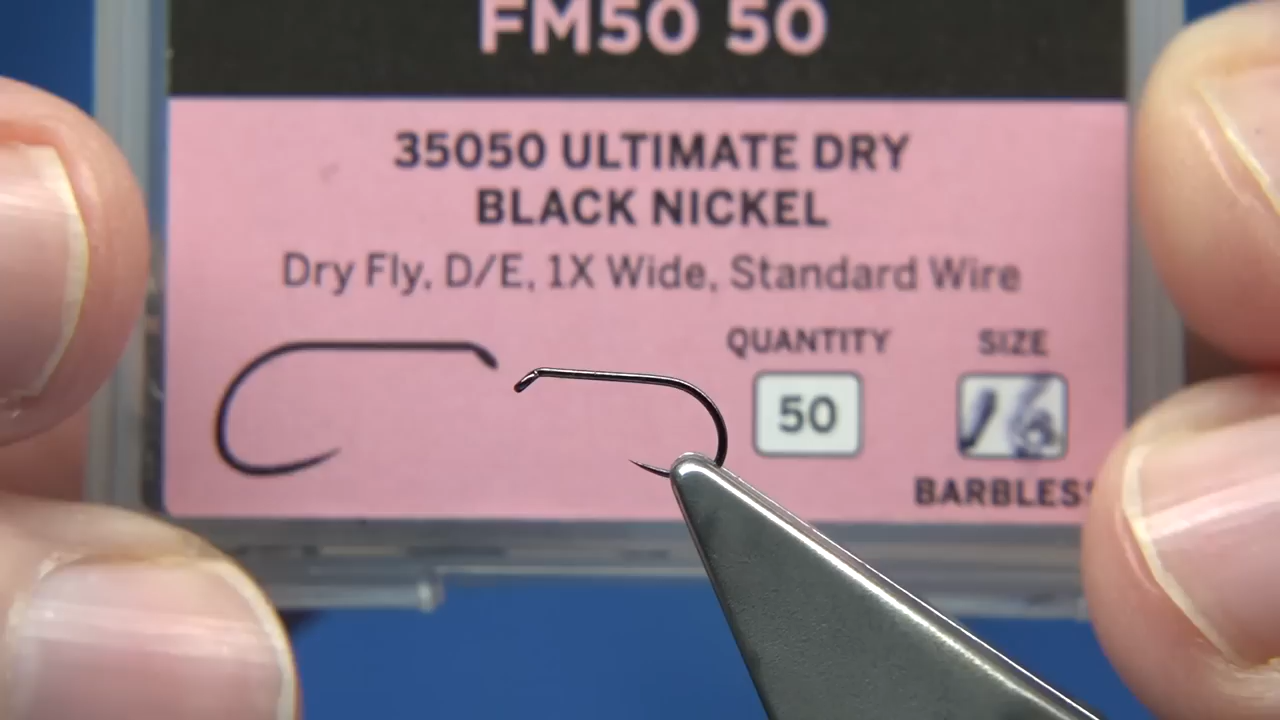 FM50 50
35050 ULTIMATE DRY
BLACK NICKEL
Dry Fly, D/E, 1X Wide, Standard Wire
QUANTITY SIZE
50 16
BARBLESS